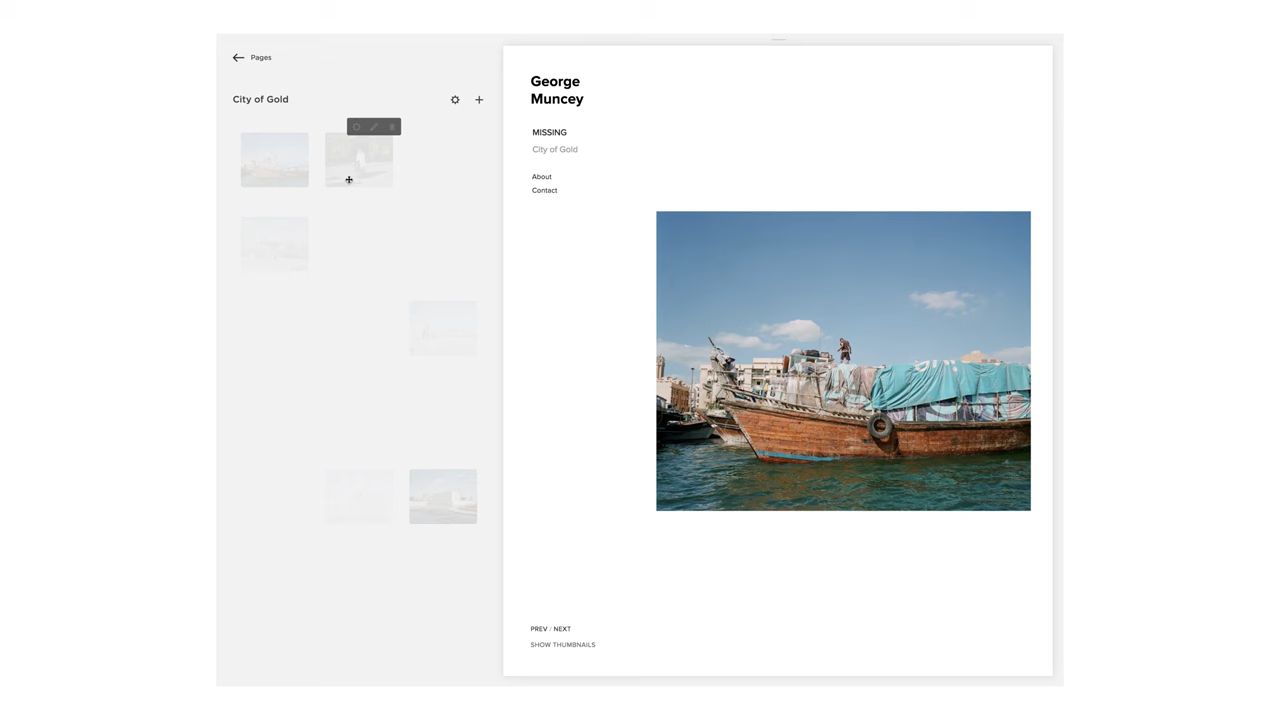 Pages
City of Gold
George
Muncey
MISSING
City of Gold
About
Contact
PREV / NEXT
SHOW THUMBNAILS